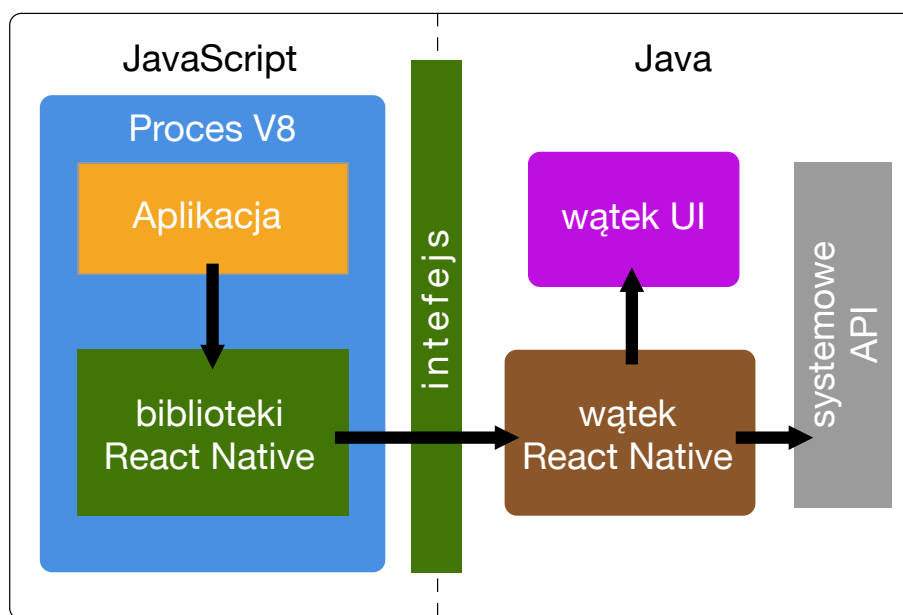 JavaScript
Java
Proces V8
Aplikacja
biblioteki
React Native
intefejs
wątek UI
wątek
React Native
systemowe
API